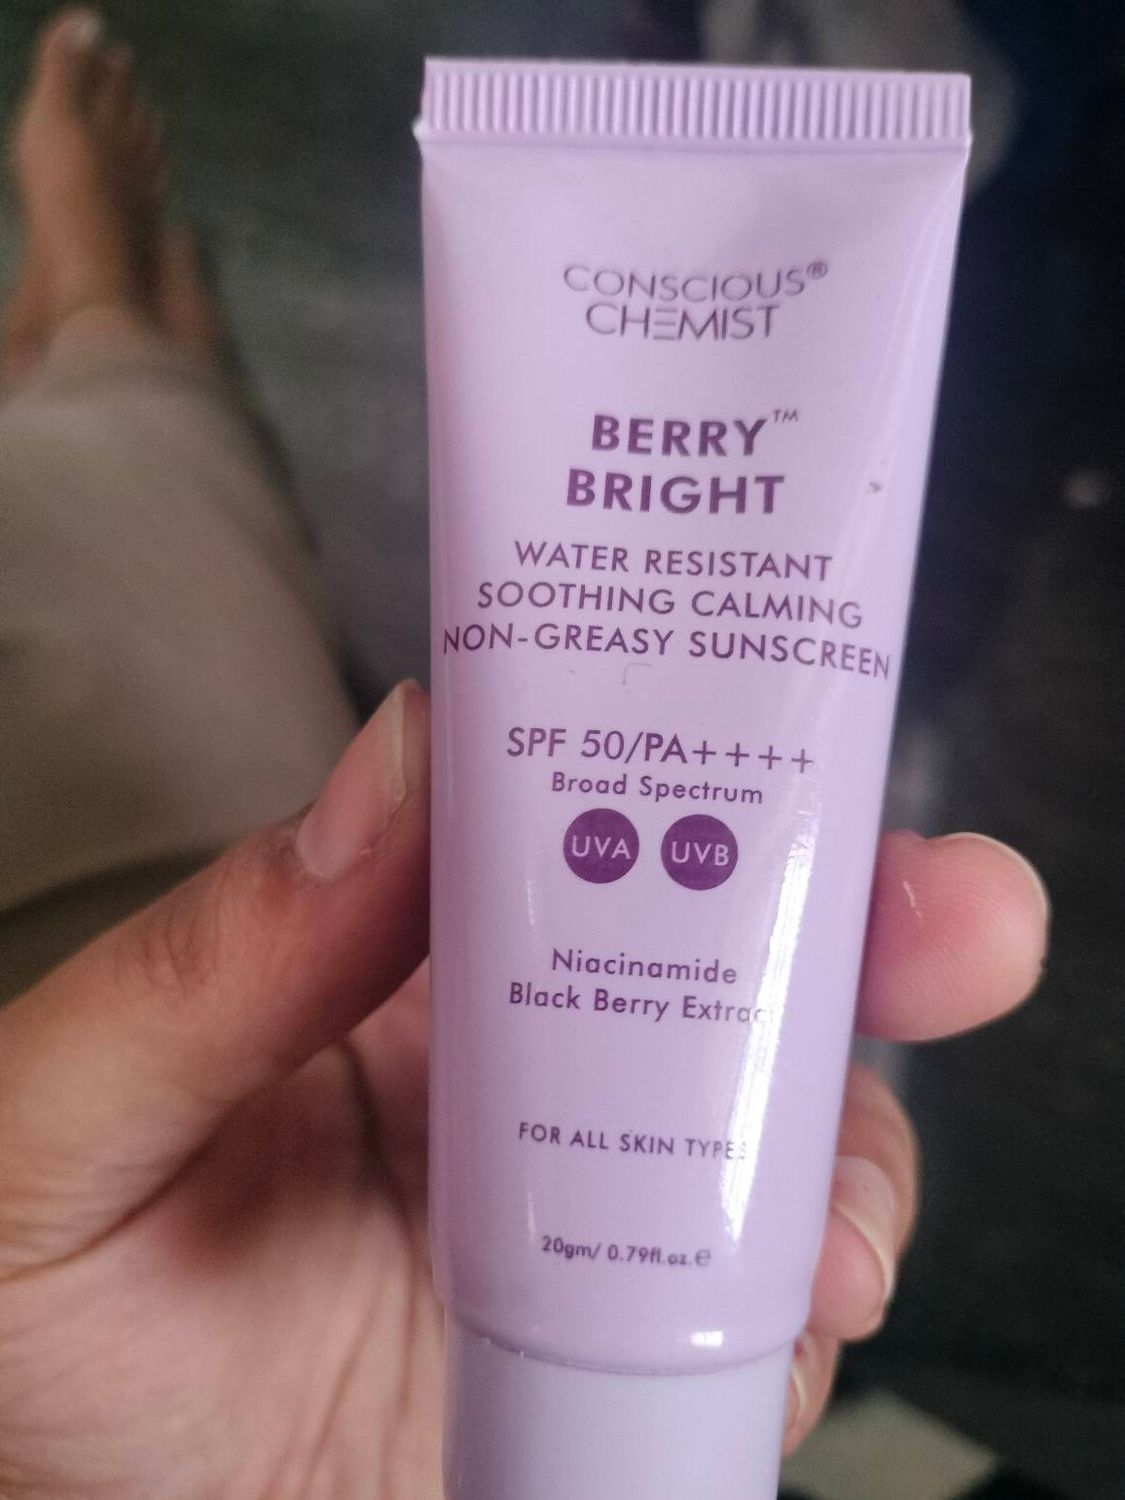 CONSCIOUS®
CHEMIST
BERRY™
BRIGHT
WATER RESISTANT
SOOTHING CALMING
NON-GREASY SUNSCREEN
SPF 50/PA++++
Broad Spectrum
UVA UVB
Niacinamide
Black Berry Extract
FOR ALL SKIN TYPES
20gm/ 0.79fl.oz.℮